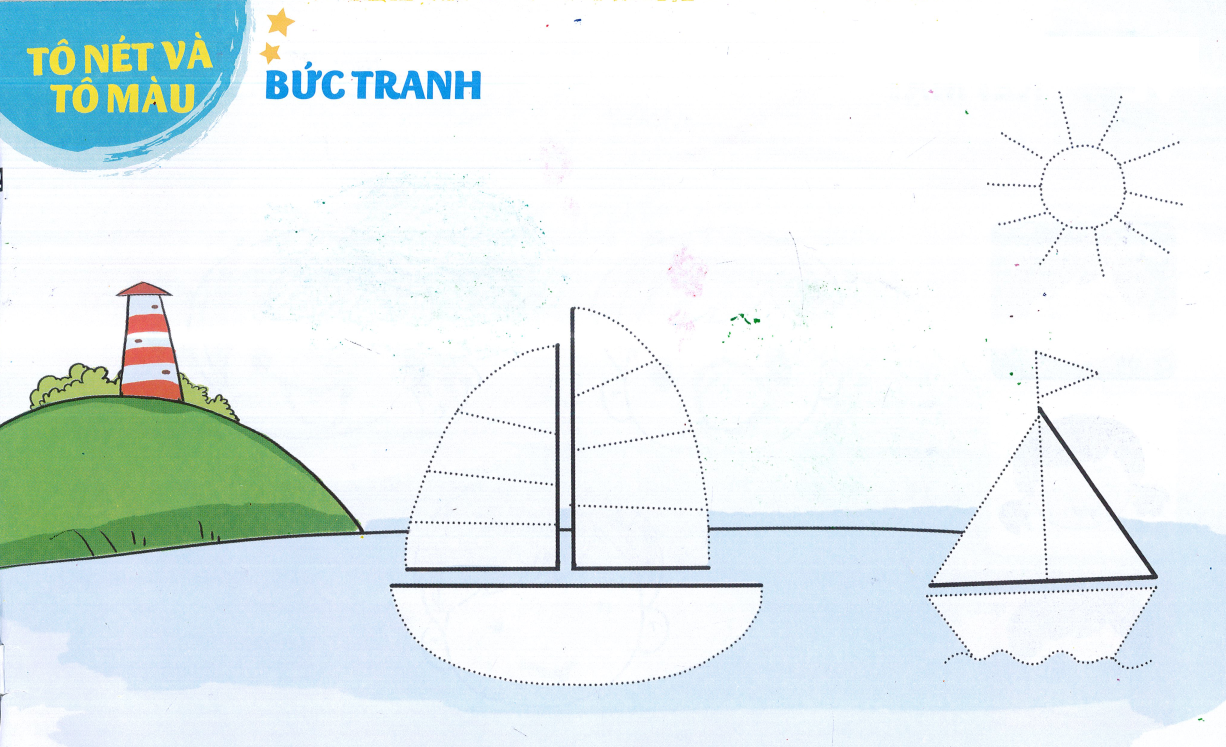 TÔ NÉT VÀ
TÔ MÀU
BỨC TRANH